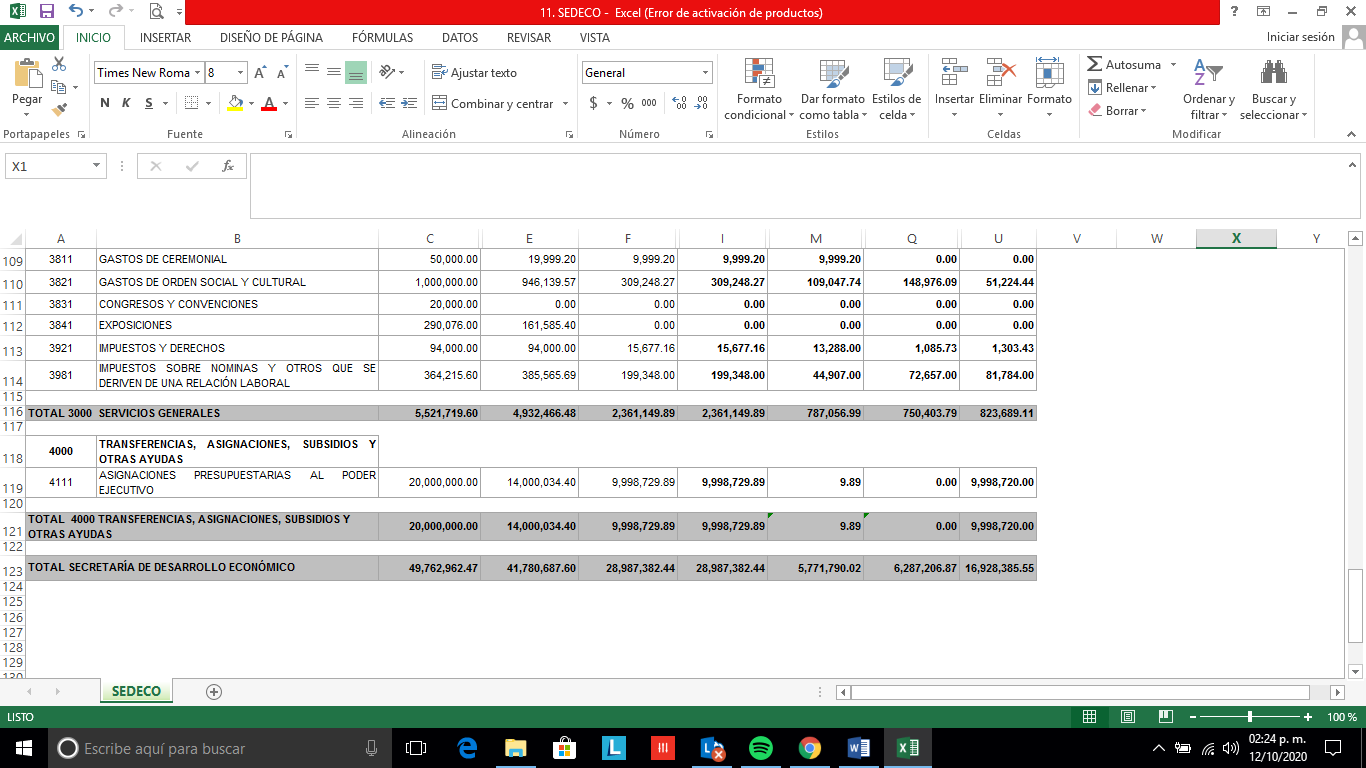 11. SEDECO - Excel (Error de activación de productos)
ARCHIVO INICIO INSERTAR DISEÑO DE PÁGINA FÓRMULAS DATOS REVISAR VISTA Iniciar sesión
Times New Roma 8 Ajustar texto General Autosuma
Pegar N K S Combinar y centrar $ % 000 Formato condicional Dar formato como tabla Estilos de celda Insertar Eliminar Formato Rellenar Borrar Ordenar y filtrar Buscar y seleccionar
Portapapeles Fuente Alineación Número Estilos Celdas Modificar
X1 fx
A B C E F I M Q U V W X Y
109 3811 GASTOS DE CEREMONIAL 50,000.00 19,999.20 9,999.20 9,999.20 9,999.20 0.00 0.00
110 3821 GASTOS DE ORDEN SOCIAL Y CULTURAL 1,000,000.00 946,139.57 309,248.27 309,248.27 109,047.74 148,976.09 51,224.44
111 3831 CONGRESOS Y CONVENCIONES 20,000.00 0.00 0.00 0.00 0.00 0.00 0.00
112 3841 EXPOSICIONES 290,076.00 161,585.40 0.00 0.00 0.00 0.00 0.00
113 3921 IMPUESTOS Y DERECHOS 94,000.00 94,000.00 15,677.16 15,677.16 13,288.00 1,085.73 1,303.43
114 3981 IMPUESTOS SOBRE NOMINAS Y OTROS QUE SE DERIVEN DE UNA RELACIÓN LABORAL 364,215.60 385,565.69 199,348.00 199,348.00 44,907.00 72,657.00 81,784.00
115
116 TOTAL 3000 SERVICIOS GENERALES 5,521,719.60 4,932,466.48 2,361,149.89 2,361,149.89 787,056.99 750,403.79 823,689.11
117
118 4000 TRANSFERENCIAS, ASIGNACIONES, SUBSIDIOS Y OTRAS AYUDAS
119 4111 ASIGNACIONES PRESUPUESTARIAS AL PODER EJECUTIVO 20,000,000.00 14,000,034.40 9,998,729.89 9,998,729.89 9.89 0.00 9,998,720.00
120
121 TOTAL 4000 TRANSFERENCIAS, ASIGNACIONES, SUBSIDIOS Y OTRAS AYUDAS 20,000,000.00 14,000,034.40 9,998,729.89 9,998,729.89 9.89 0.00 9,998,720.00
122
123 TOTAL SECRETARÍA DE DESARROLLO ECONÓMICO 49,762,962.47 41,780,687.60 28,987,382.44 28,987,382.44 5,771,790.02 6,287,206.87 16,928,385.55
124
125
126
127
128
129
130
SEDECO
LISTO 100 %
Escribe aquí para buscar 02:24 p. m.
12/10/2020